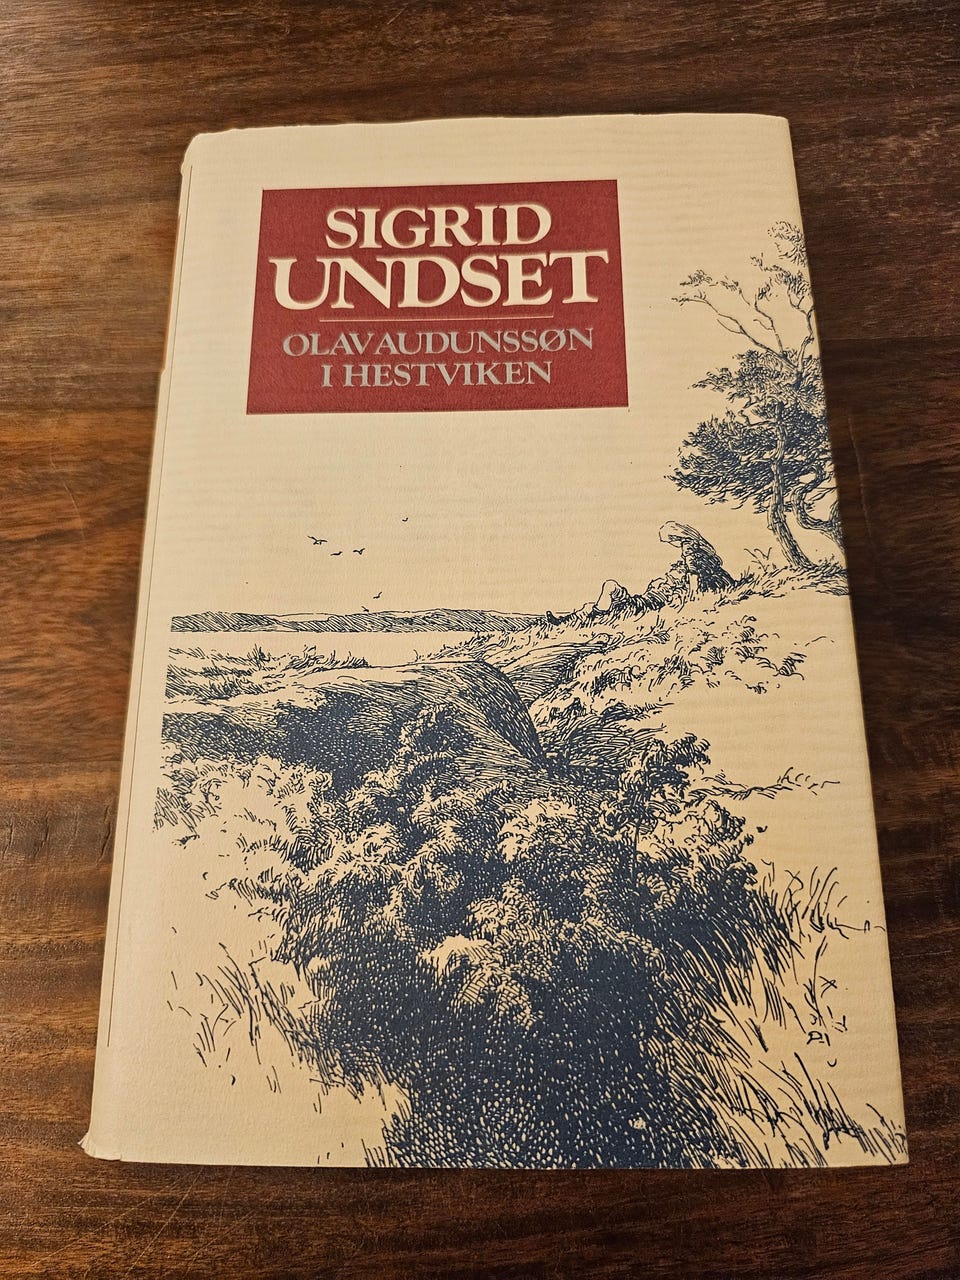 SIGRID
UNDSET
OLAV AUDUNSSØN
I HESTVIKEN